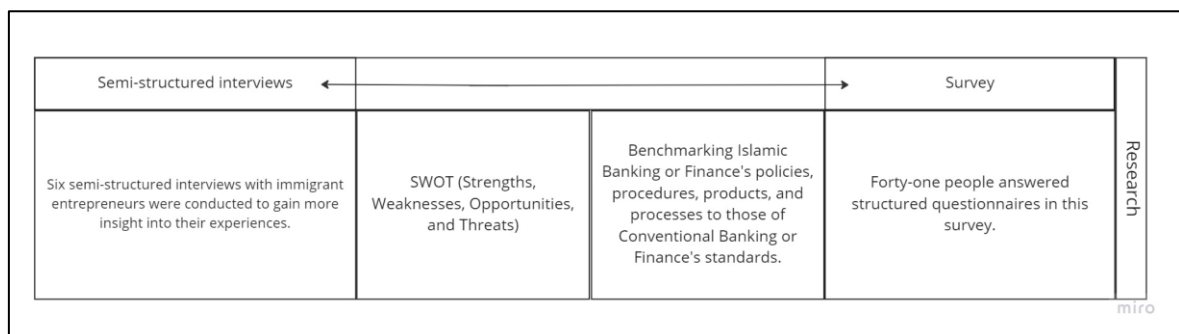 Semi-structured interviews
Survey
Research
Six semi-structured interviews with immigrant
entrepreneurs were conducted to gain more
insight into their experiences.
SWOT (Strengths,
Weaknesses, Opportunities,
and Threats)
Benchmarking Islamic
Banking or Finance's policies,
procedures, products, and
processes to those of
Conventional Banking or
Finance's standards.
Forty-one people answered
structured questionnaires in this
survey.
miro